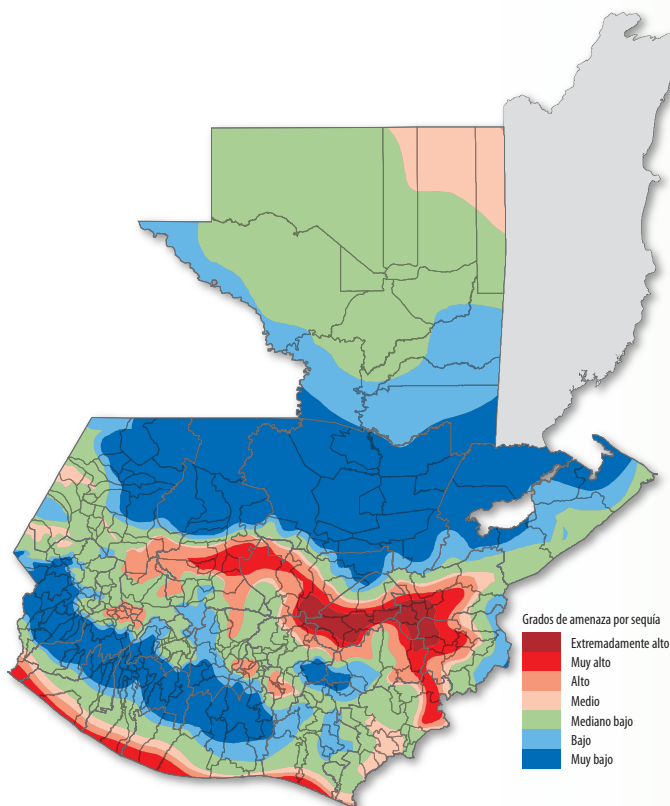 Grados de amenaza por sequía
Extremadamente alto
Muy alto
Alto
Medio
Mediano bajo
Bajo
Muy bajo